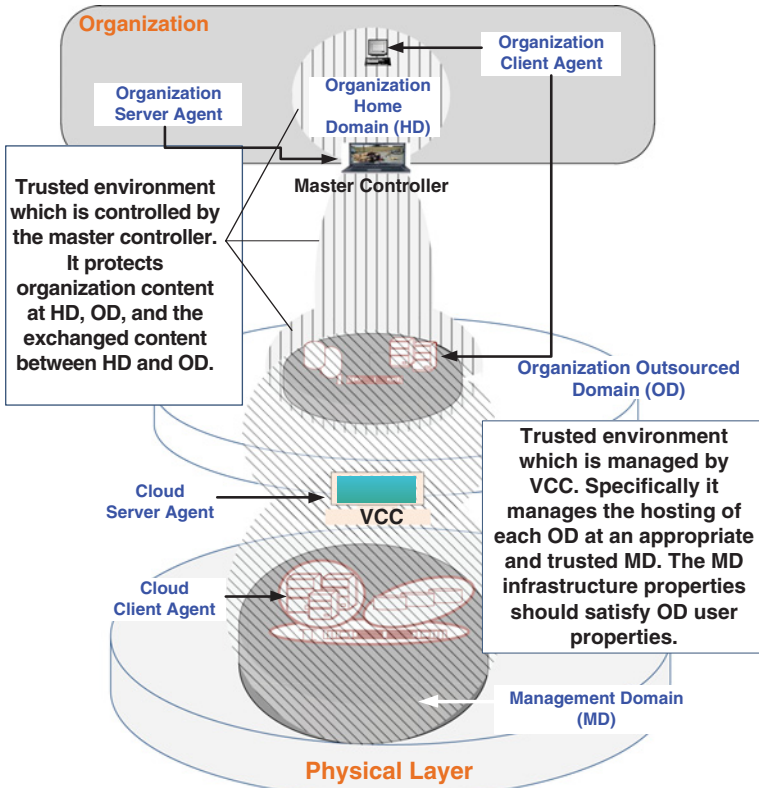 Organization
Organization
Client Agent
Organization
Server Agent
Organization
Home
Domain (HD)
Master Controller
Trusted environment
which is controlled by
the master controller.
It protects
organization content
at HD, OD, and the
exchanged content
between HD and OD.
Organization Outsourced
Domain (OD)
Trusted environment
which is managed by
VCC. Specifically it
manages the hosting of
each OD at an appropriate
and trusted MD. The MD
infrastructure properties
should satisfy OD user
properties.
Cloud
Server Agent
VCC
Cloud
Client Agent
Management Domain
(MD)
Physical Layer